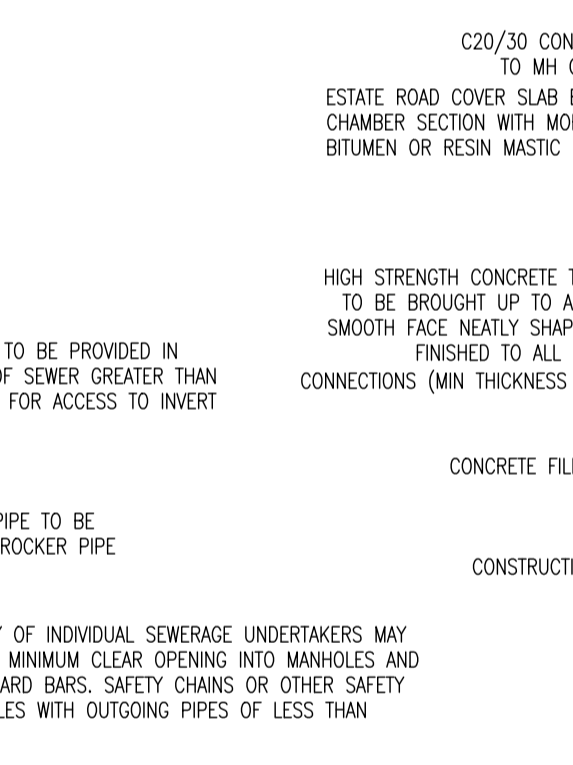 C20/30 CON
TO MH
ESTATE ROAD COVER SLAB
CHAMBER SECTION WITH
BITUMEN OR RESIN MASTIC
HIGH STRENGTH CONCRETE
TO BE BROUGHT UP TO A
SMOOTH FACE NEATLY SHAP
FINISHED TO ALL
CONNECTIONS (MIN THICKNESS
TO BE PROVIDED IN
OF SEWER GREATER THAN
FOR ACCESS TO INVERT
CONCRETE FILL
PIPE TO BE
ROCKER PIPE
CONSTRUCTI
OF INDIVIDUAL SEWERAGE UNDERTAKERS MAY
MINIMUM CLEAR OPENING INTO MANHOLES AND
ARD BARS. SAFETY CHAINS OR OTHER SAFETY
LES WITH OUTGOING PIPES OF LESS THAN